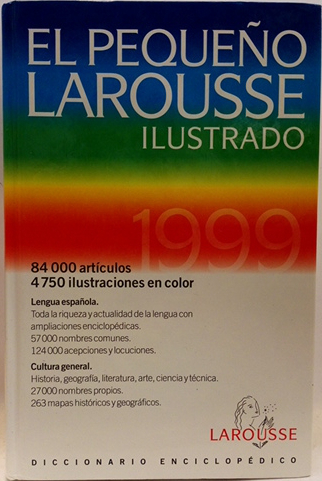 EL PEQUEÑO
LAROUSSE
ILUSTRADO
1999
84 000 artículos
4 750 ilustraciones en color
Lengua española.
Toda la riqueza y actualidad de la lengua con
ampliaciones enciclopédicas.
57 000 nombres comunes.
124 000 acepciones y locuciones.
Cultura general.
Historia, geografía, literatura, arte, ciencia y técnica.
27 000 nombres propios.
263 mapas históricos y geográficos.
LAROUSSE
DICCIONARIO ENCICLOPÉDICO